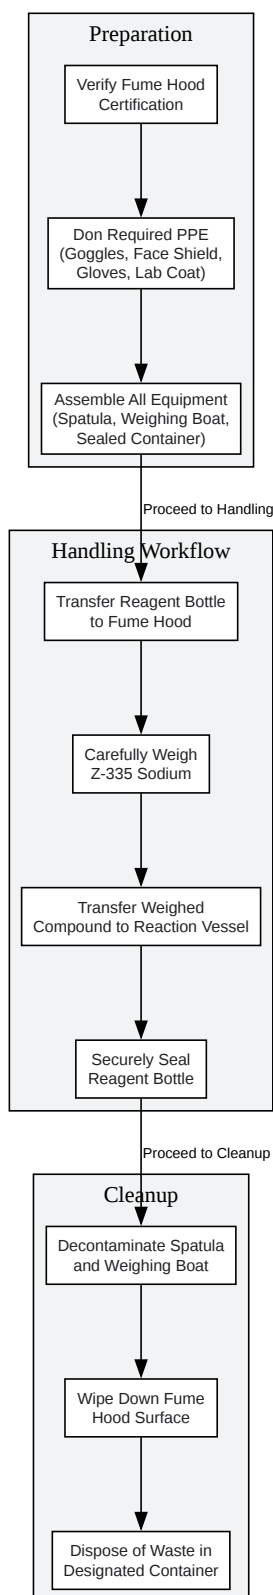 Preparation
Verify Fume Hood
Certification
Don Required PPE
(Goggles, Face Shield,
Gloves, Lab Coat)
Assemble All Equipment
(Spatula, Weighing Boat,
Sealed Container)
Proceed to Handling
Handling Workflow
Transfer Reagent Bottle
to Fume Hood
Carefully Weigh
Z-335 Sodium
Transfer Weighed
Compound to Reaction Vessel
Securely Seal
Reagent Bottle
Proceed to Cleanup
Cleanup
Decontaminate Spatula
and Weighing Boat
Wipe Down Fume
Hood Surface
Dispose of Waste in
Designated Container